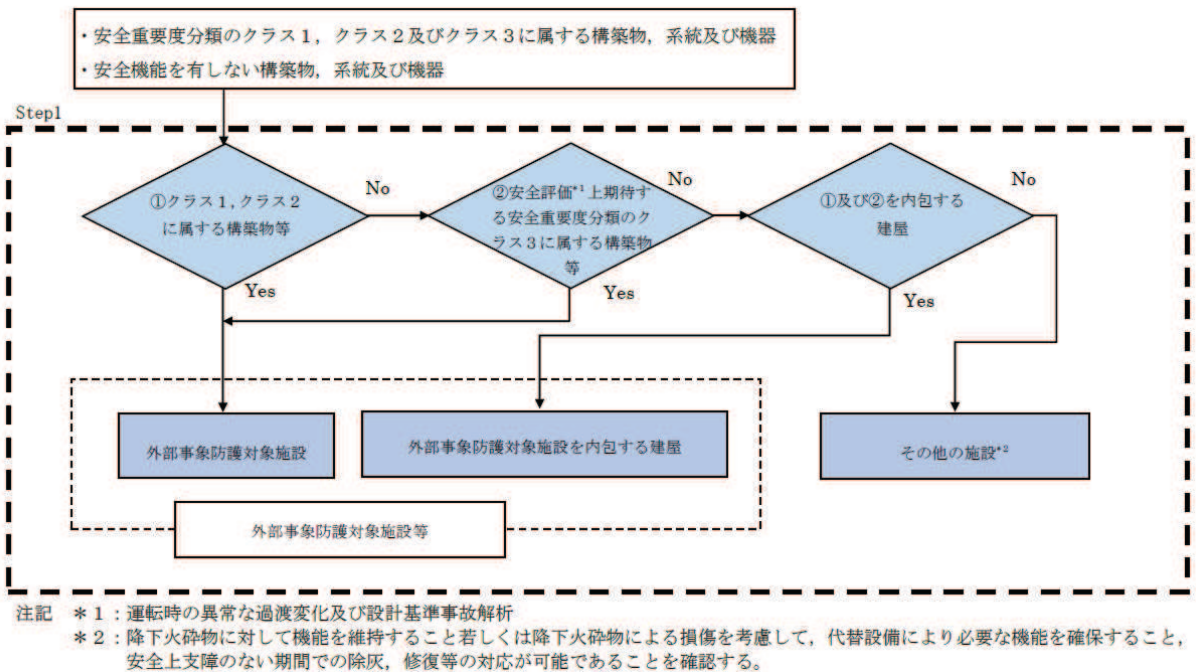 ・安全重要度分類のクラス1，クラス2及びクラス3に属する構築物，系統及び機器
・安全機能を有しない構築物，系統及び機器
Step1
①クラス1,クラス2
に属する構築物等
No
②安全評価*1上期待す
る安全重要度分類のク
ラス3に属する構築物
等
No
①及び②を内包する
建屋
No
Yes
Yes
Yes
外部事象防護対象施設
外部事象防護対象施設を内包する建屋
その他の施設*2
外部事象防護対象施設等
注記 ＊1：運転時の異常な過渡変化及び設計基準事故解析
＊2：降下火砕物に対して機能を維持すること若しくは降下火砕物による損傷を考慮して，代替設備により必要な機能を確保すること，
安全上支障のない期間での除灰，修復等の対応が可能であることを確認する。